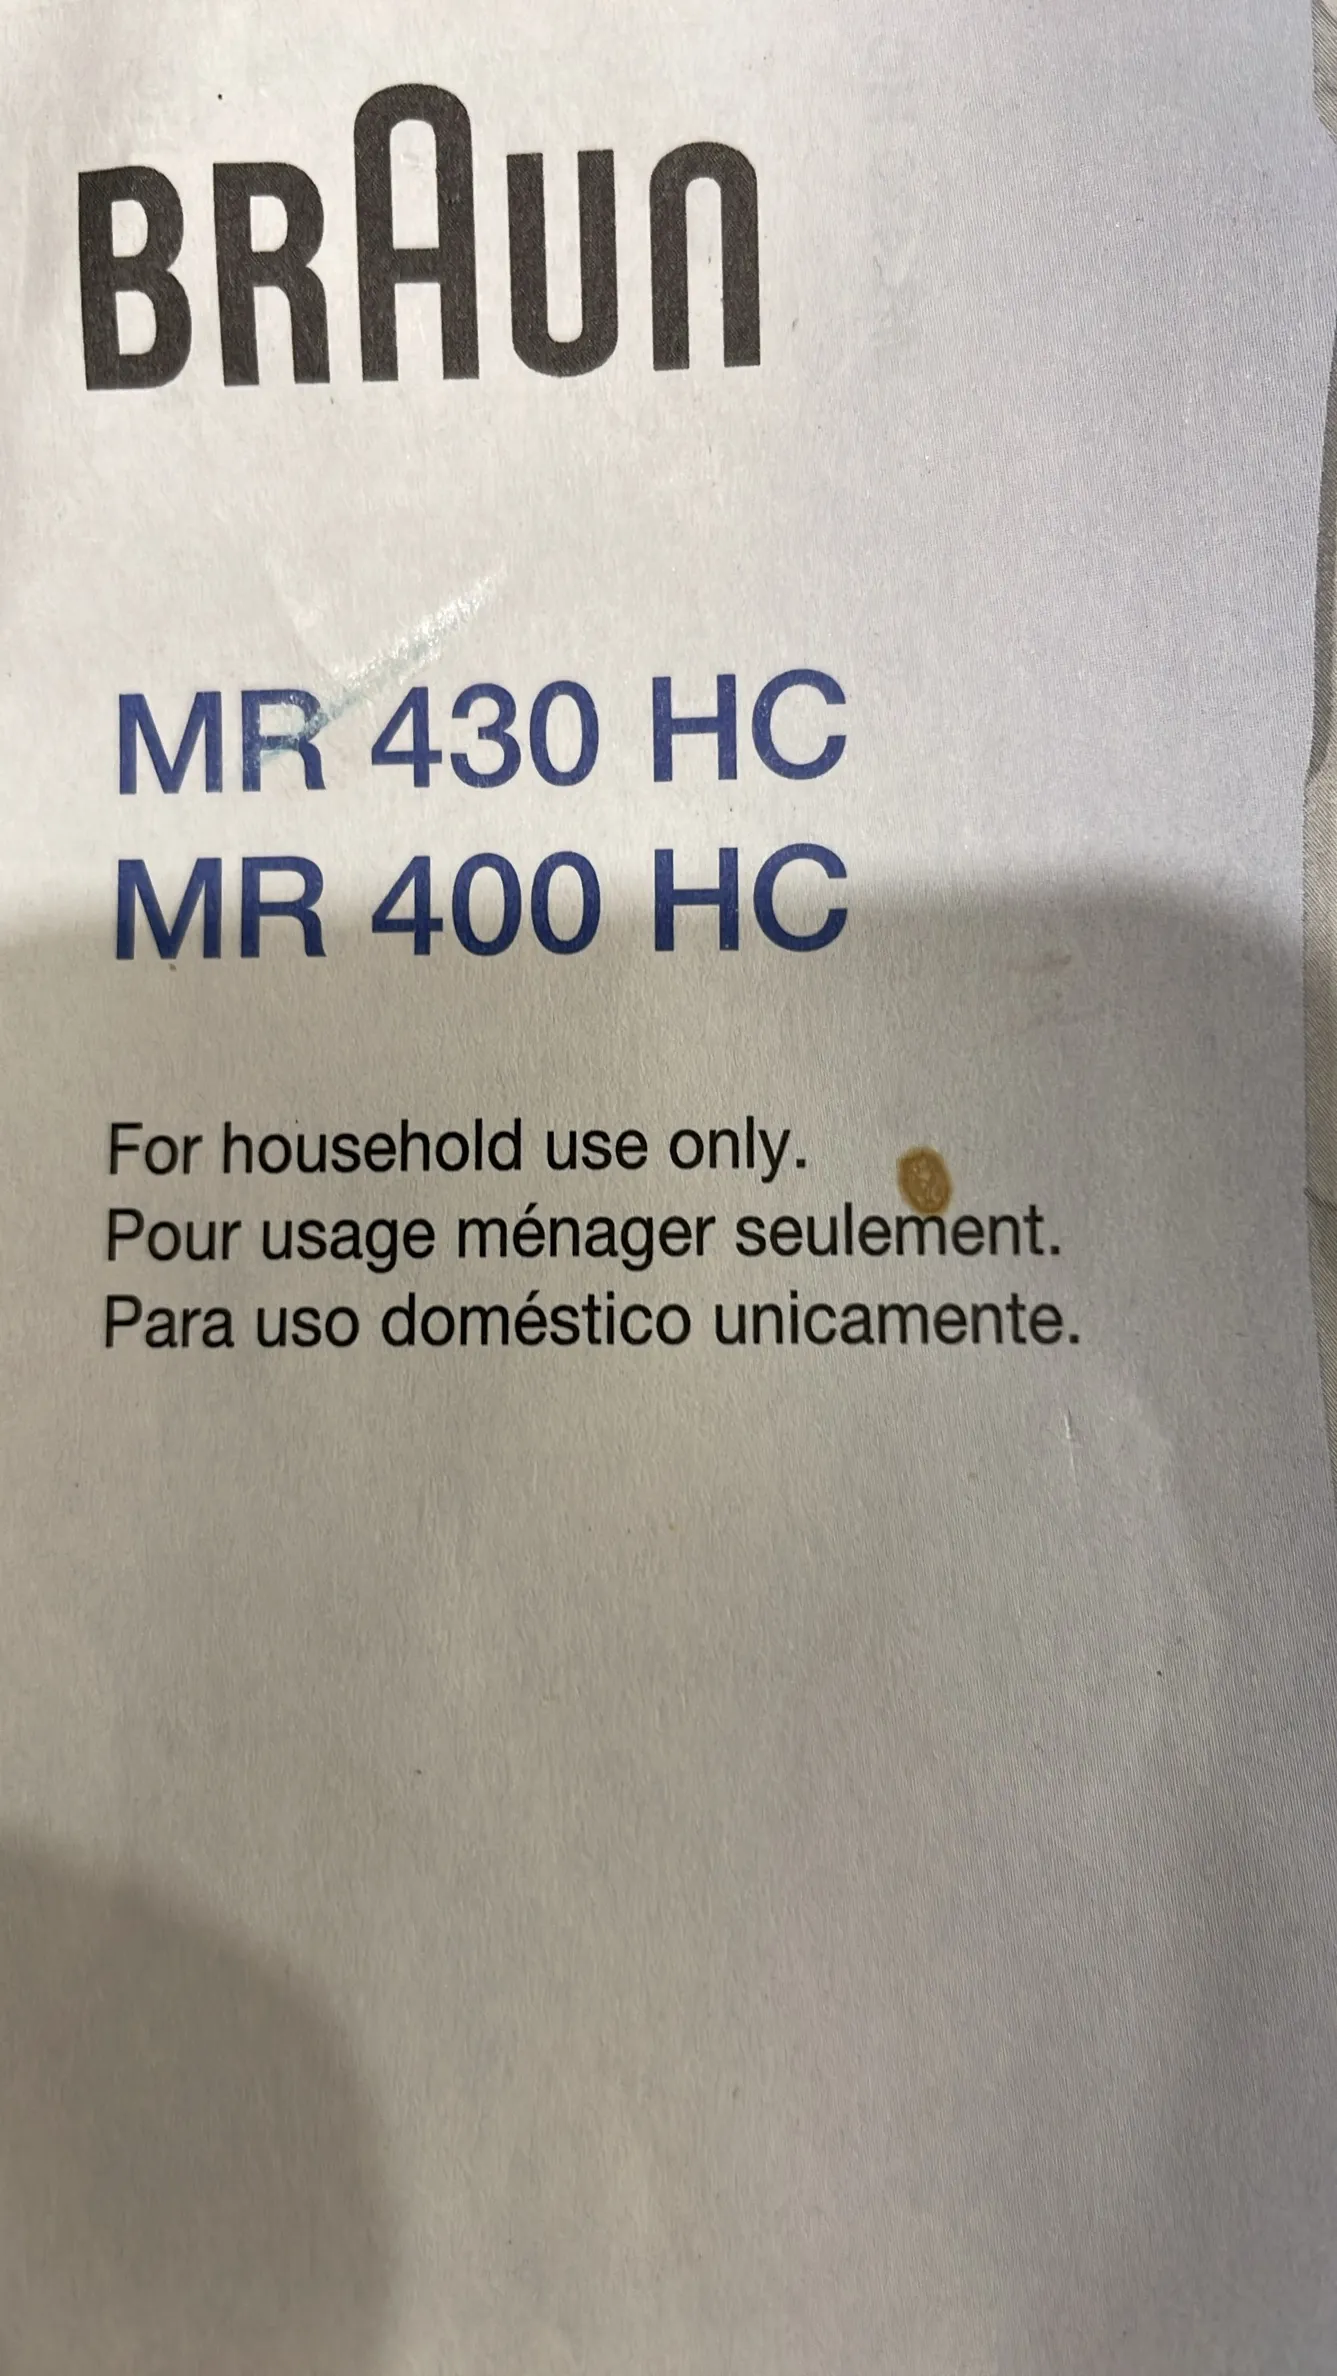 BRAUN
MR 430 HC
MR 400 HC
For household use only.
Pour usage ménager seulement.
Para uso doméstico unicamente.